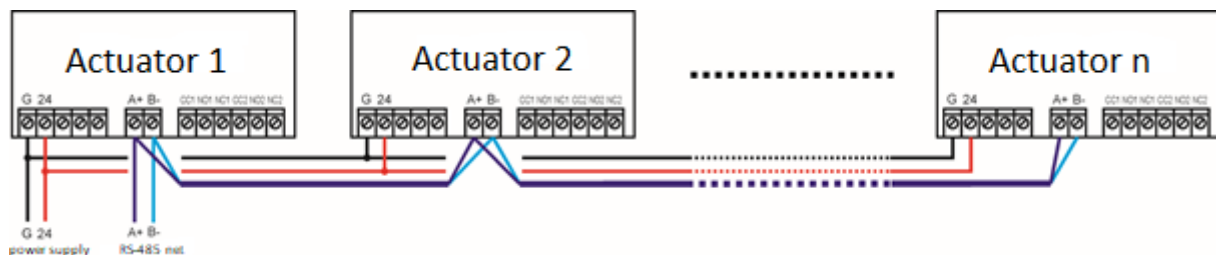 Actuator 1
Actuator 2
Actuator n
G 24 A+ B- CC1 NO1 NC1 CC2 NO2 NC2
G 24 A+ B- CC1 NO1 NC1 CC2 NO2 NC2
G 24 A+ B- CC1 NO1 NC1 CC2 NO2 NC2
G 24 A+ B-
power supply RS-485 net